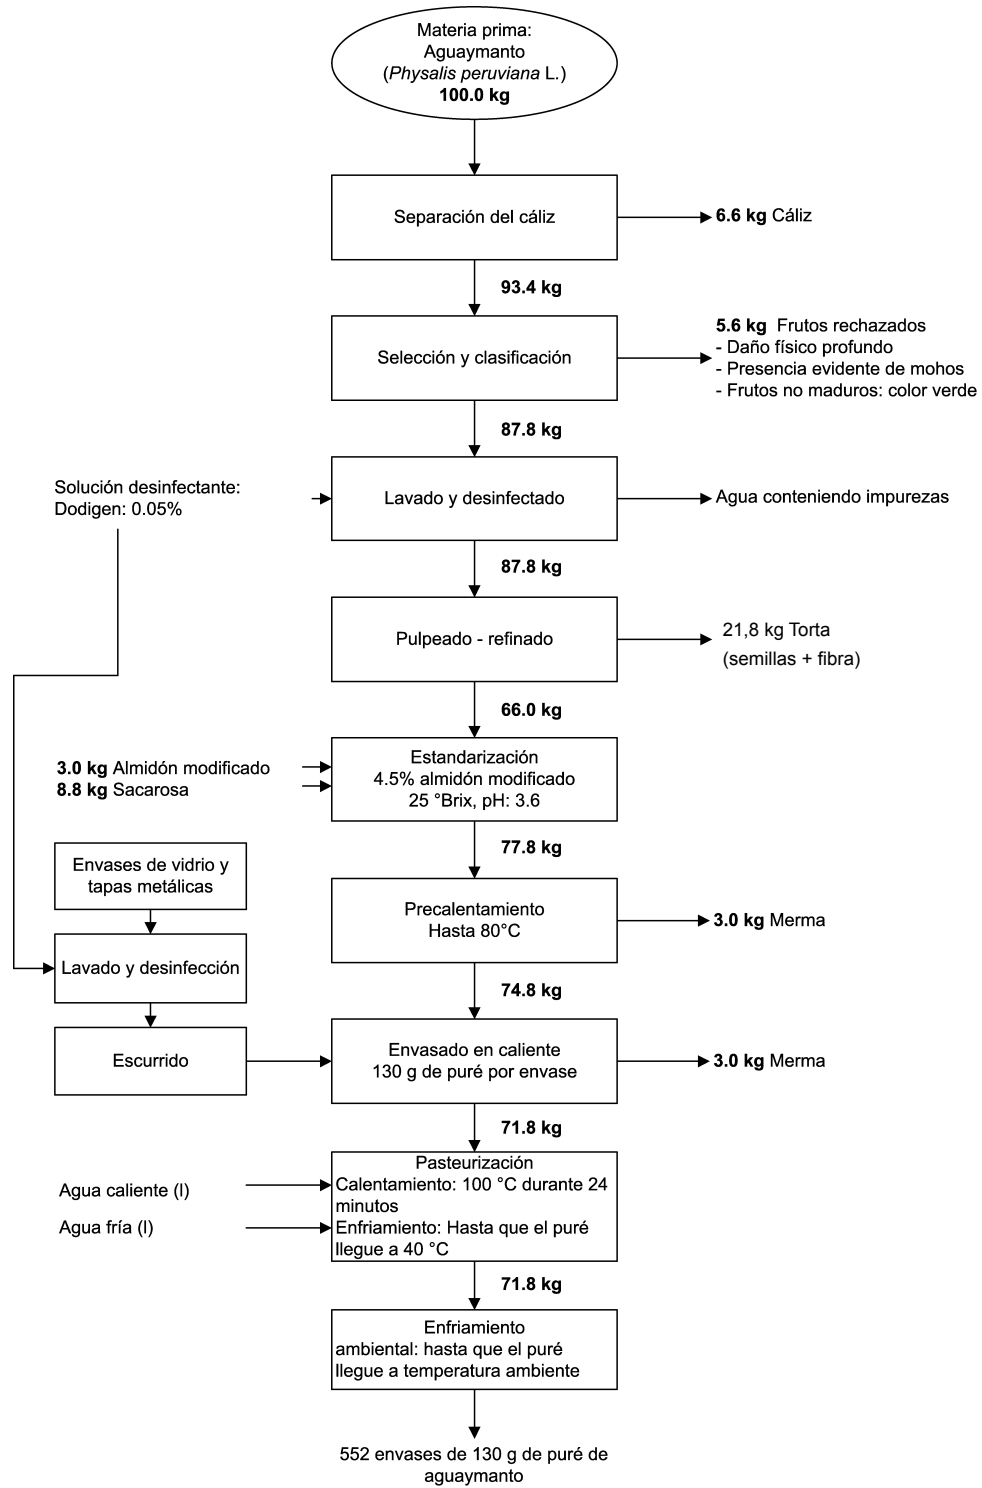 Materia prima:
Aguaymanto
(Physalis peruviana L.)
100.0 kg
Separación del cáliz
6.6 kg Cáliz
93.4 kg
Selección y clasificación
5.6 kg Frutos rechazados
- Daño físico profundo
- Presencia evidente de mohos
- Frutos no maduros: color verde
87.8 kg
Solución desinfectante:
Dodigen: 0.05%
Lavado y desinfectado
Agua conteniendo impurezas
87.8 kg
Pulpeado - refinado
21,8 kg Torta
(semillas + fibra)
66.0 kg
3.0 kg Almidón modificado
8.8 kg Sacarosa
Estandarización
4.5% almidón modificado
25 °Brix, pH: 3.6
77.8 kg
Envases de vidrio y
tapas metálicas
Precalentamiento
Hasta 80°C
3.0 kg Merma
Lavado y desinfección
74.8 kg
Escurrido
Envasado en caliente
130 g de puré por envase
3.0 kg Merma
71.8 kg
Agua caliente (l)
Agua fría (l)
Pasteurización
Calentamiento: 100 °C durante 24
minutos
Enfriamiento: Hasta que el puré
llegue a 40 °C
71.8 kg
Enfriamiento
ambiental: hasta que el puré
llegue a temperatura ambiente
552 envases de 130 g de puré de
aguaymanto